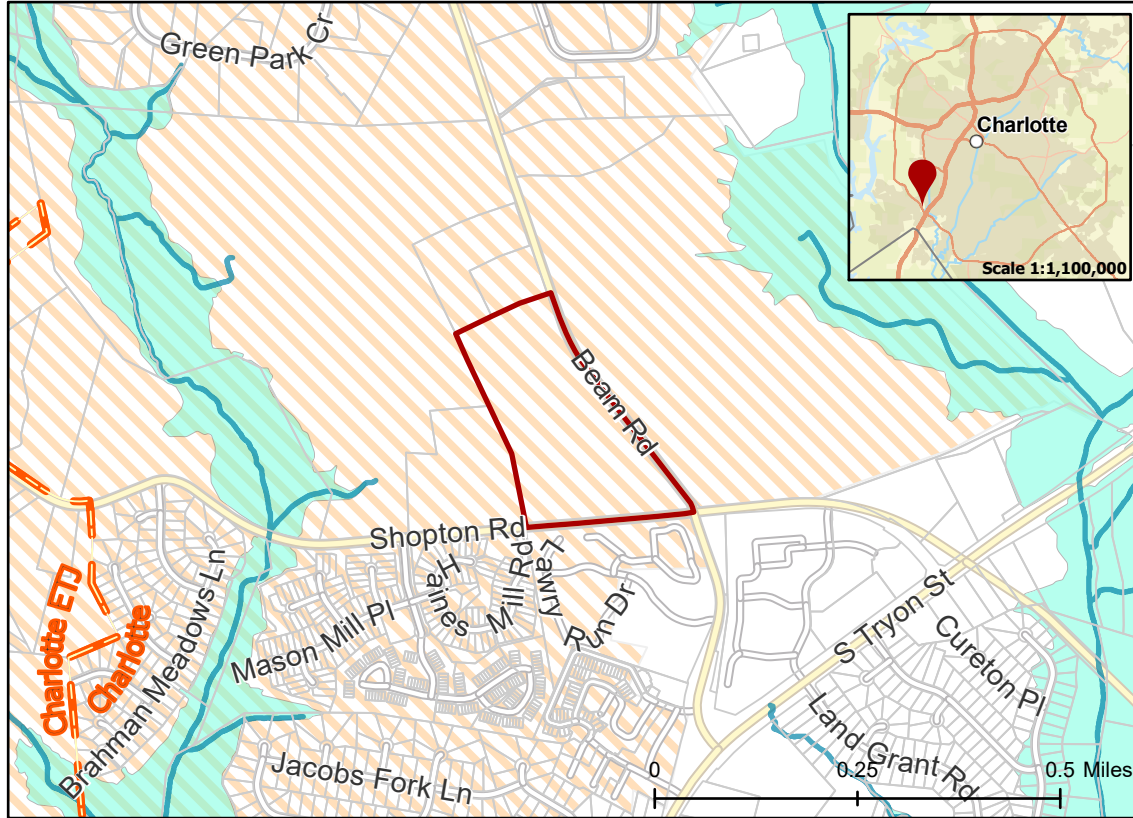 Green Park Cr
Charlotte
Scale 1:1,100,000
Beam Rd
Shopton Rd
Haines
Mill Rd
Lawry
Run Dr
Mason Mill Pl
S Tryon St
Cureton Pl
Charlotte ETJ
Charlotte
Brahman Meadows Ln
Land Grant Rd
Jacobs Fork Ln
0 0.25 0.5 Miles